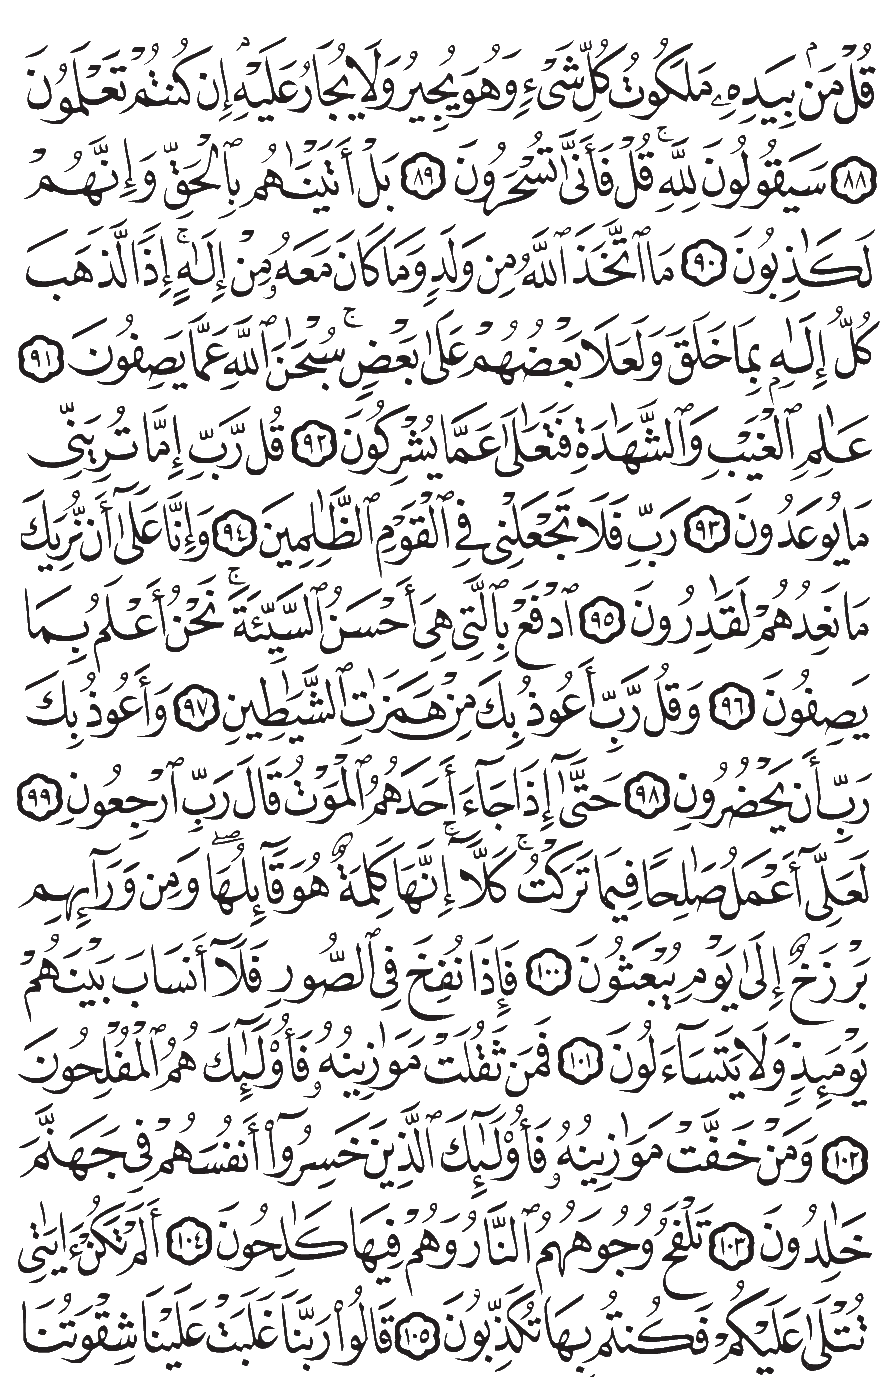 قُلْ مَنۢ بِيَدِهِۦ مَلَكُوتُ كُلِّ شَىْءٍۢ وَهُوَ يُجِيرُ وَلَا يُجَارُ عَلَيْهِ إِن كُنتُمْ تَعْلَمُونَ
٨٨ سَيَقُولُونَ لِلَّهِ ۚ قُلْ فَأَنَّىٰ تُسْحَرُونَ ٨٩ بَلْ أَتَيْنَٰهُم بِٱلْحَقِّ وَإِنَّهُمْ
لَكَٰذِبُونَ ٩٠ مَا ٱتَّخَذَ ٱللَّهُ مِن وَلَدٍۢ وَمَا كَانَ مَعَهُۥ مِنْ إِلَٰهٍ ۚ إِذًۭا لَّذَهَبَ
كُلُّ إِلَٰهٍۭ بِمَا خَلَقَ وَلَعَلَا بَعْضُهُمْ عَلَىٰ بَعْضٍۢ ۚ سُبْحَٰنَ ٱللَّهِ عَمَّا يَصِفُونَ ٩١
عَٰلِمِ ٱلْغَيْبِ وَٱلشَّهَٰدَةِ فَتَعَٰلَىٰ عَمَّا يُشْرِكُونَ ٩٢ قُل رَّبِّ إِمَّا تُرِيَنِّى
مَا يُوعَدُونَ ٩٣ رَبِّ فَلَا تَجْعَلْنِى فِى ٱلْقَوْمِ ٱلظَّٰلِمِينَ ٩٤ وَإِنَّا عَلَىٰٓ أَن نُّرِيَكَ
مَا نَعِدُهُمْ لَقَٰدِرُونَ ٩٥ ٱدْفَعْ بِٱلَّتِى هِىَ أَحْسَنُ ٱلسَّيِّئَةَ ۚ نَحْنُ أَعْلَمُ بِمَا
يَصِفُونَ ٩٦ وَقُل رَّبِّ أَعُوذُ بِكَ مِنْ هَمَزَٰتِ ٱلشَّيَٰطِينِ ٩٧ وَأَعُوذُ بِكَ
رَبِّ أَن يَحْضُرُونِ ٩٨ حَتَّىٰٓ إِذَا جَآءَ أَحَدَهُمُ ٱلْمَوْتُ قَالَ رَبِّ ٱرْجِعُونِ ٩٩
لَعَلِّىٓ أَعْمَلُ صَٰلِحًۭا فِيمَا تَرَكْتُ ۚ كَلَّآ ۚ إِنَّهَا كَلِمَةٌ هُوَ قَآئِلُهَا ۖ وَمِن وَرَآئِهِم
بَرْزَخٌ إِلَىٰ يَوْمِ يُبْعَثُونَ ١٠٠ فَإِذَا نُفِخَ فِى ٱلصُّورِ فَلَآ أَنسَابَ بَيْنَهُمْ
يَوْمَئِذٍۢ وَلَا يَتَسَآءَلُونَ ١٠١ فَمَن ثَقُلَتْ مَوَٰزِينُهُۥ فَأُو۟لَٰٓئِكَ هُمُ ٱلْمُفْلِحُونَ
١٠٢ وَمَنْ خَفَّتْ مَوَٰزِينُهُۥ فَأُو۟لَٰٓئِكَ ٱلَّذِينَ خَسِرُوٓا۟ أَنفُسَهُمْ فِى جَهَنَّمَ
خَٰلِدُونَ ١٠٣ تَلْفَحُ وُجُوهَهُمُ ٱلنَّارُ وَهُمْ فِيهَا كَٰلِحُونَ ١٠٤ أَلَمْ تَكُنْ ءَايَٰتِى
تُتْلَىٰ عَلَيْكُمْ فَكُنتُم بِهَا تُكَذِّبُونَ ١٠٥ قَالُوا۟ رَبَّنَا غَلَبَتْ عَلَيْنَا شِقْوَتُنَا